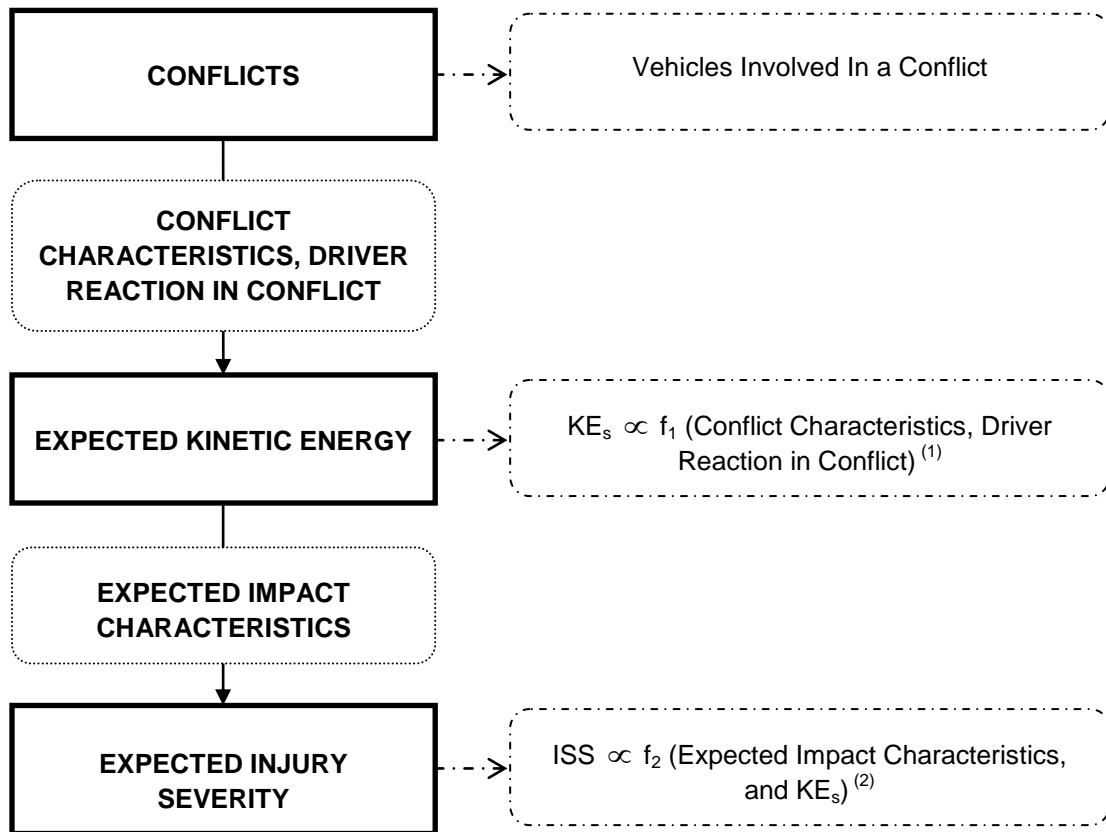 CONFLICTS
Vehicles Involved In a Conflict
CONFLICT
CHARACTERISTICS, DRIVER
REACTION IN CONFLICT
EXPECTED KINETIC ENERGY
KEs ∝ f1 (Conflict Characteristics, Driver
Reaction in Conflict) (1)
EXPECTED IMPACT
CHARACTERISTICS
EXPECTED INJURY
SEVERITY
ISS ∝ f2 (Expected Impact Characteristics,
and KEs) (2)